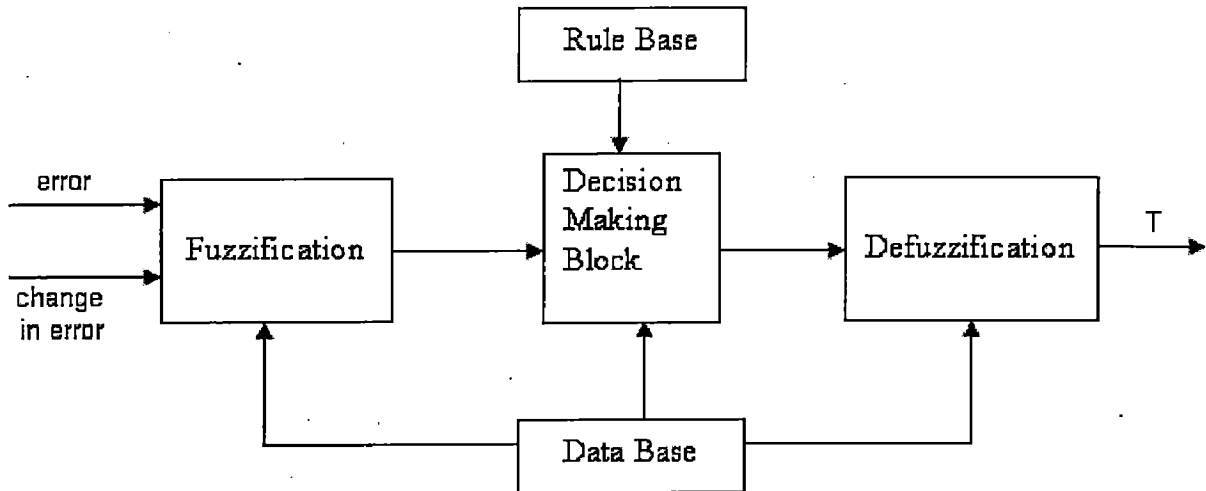 Rule Base
error
change
in error
Fuzzification
Decision
Making
Block
Defuzzification
T
Data Base